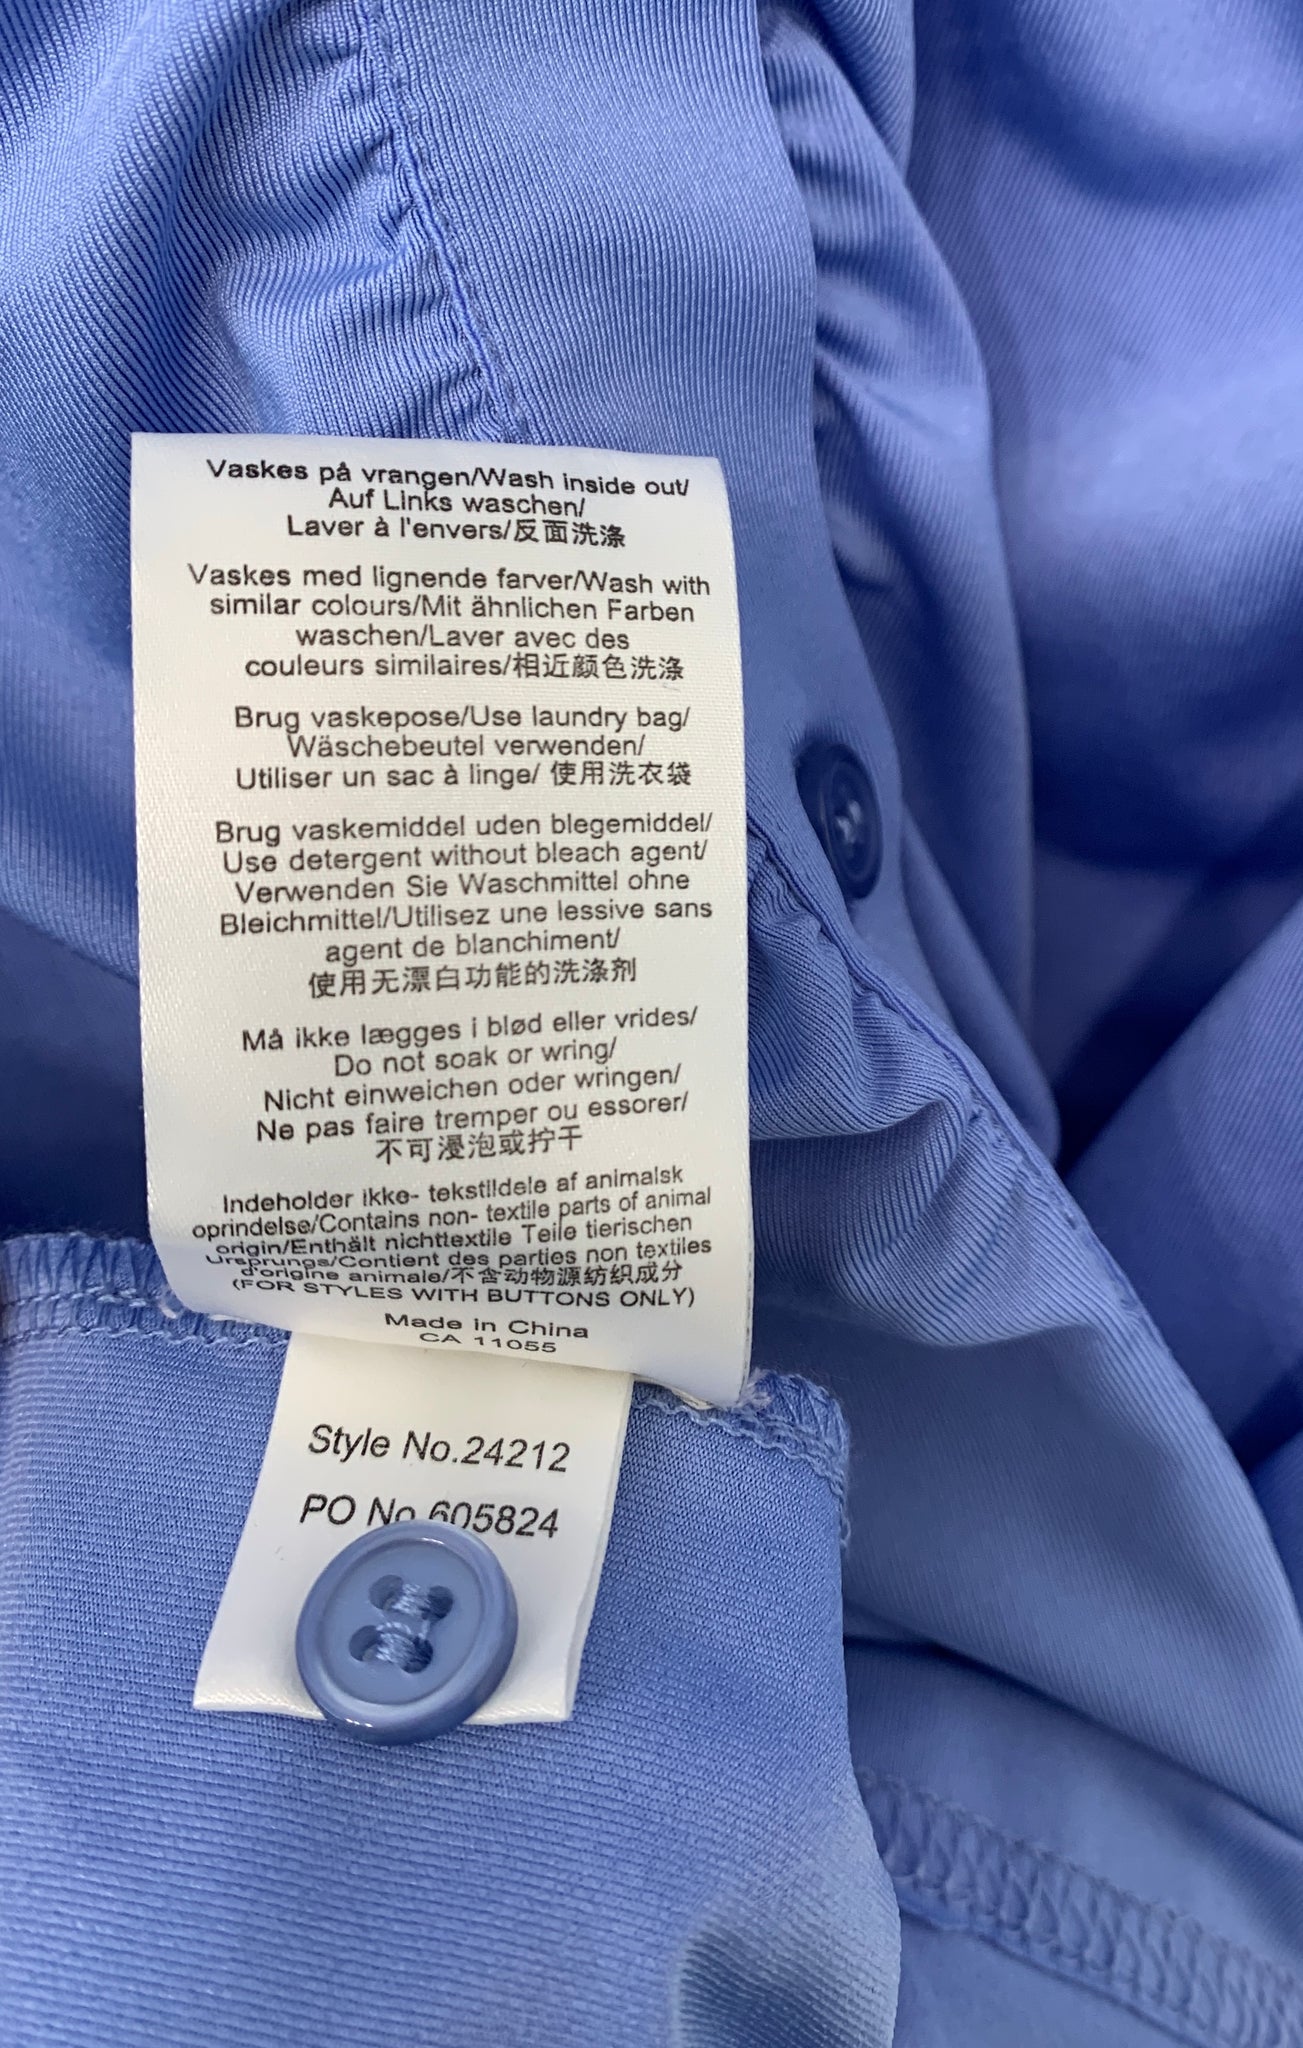 Vaskes på vrangen/Wash inside out/
Auf Links waschen/
Laver à l'envers/反面洗涤
Vaskes med lignende farver/Wash with
similar colours/Mit ähnlichen Farben
waschen/Laver avec des
couleurs similaires/相近颜色洗涤
Brug vaskepose/Use laundry bag/
Wäschebeutel verwenden/
Utiliser un sac à linge/ 使用洗衣袋
Brug vaskemiddel uden blegemiddel/
Use detergent without bleach agent/
Verwenden Sie Waschmittel ohne
Bleichmittel/Utilisez une lessive sans
agent de blanchiment/
使用无漂白功能的洗涤剂
Må ikke lægges i blød eller vrides/
Do not soak or wring/
Nicht einweichen oder wringen/
Ne pas faire tremper ou essorer/
不可浸泡或拧干
Indeholder ikke- tekstildele af animalsk
oprindelse/Contains non- textile parts of animal
origin/Enthält nichttextile Teile tierischen
Ursprungs/Contient des parties non textiles
d'origine animale/不含动物源纺织成分
(FOR STYLES WITH BUTTONS ONLY)
Made in China
CA 11055
Style No.24212
PO No.605824